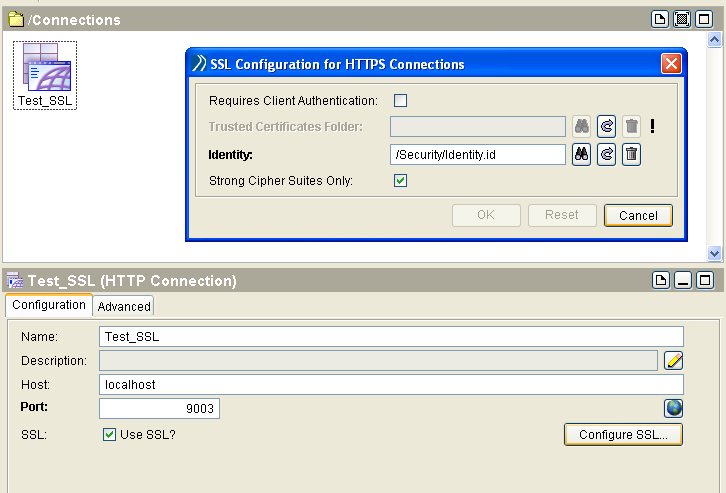 /Connections
Test_SSL
SSL Configuration for HTTPS Connections
Requires Client Authentication:
Trusted Certificates Folder:
!
Identity: /Security/Identity.id
Strong Cipher Suites Only:
OK Reset Cancel
Test_SSL (HTTP Connection)
Configuration Advanced
Name: Test_SSL
Description:
Host: localhost
Port: 9003
SSL: Use SSL? Configure SSL...